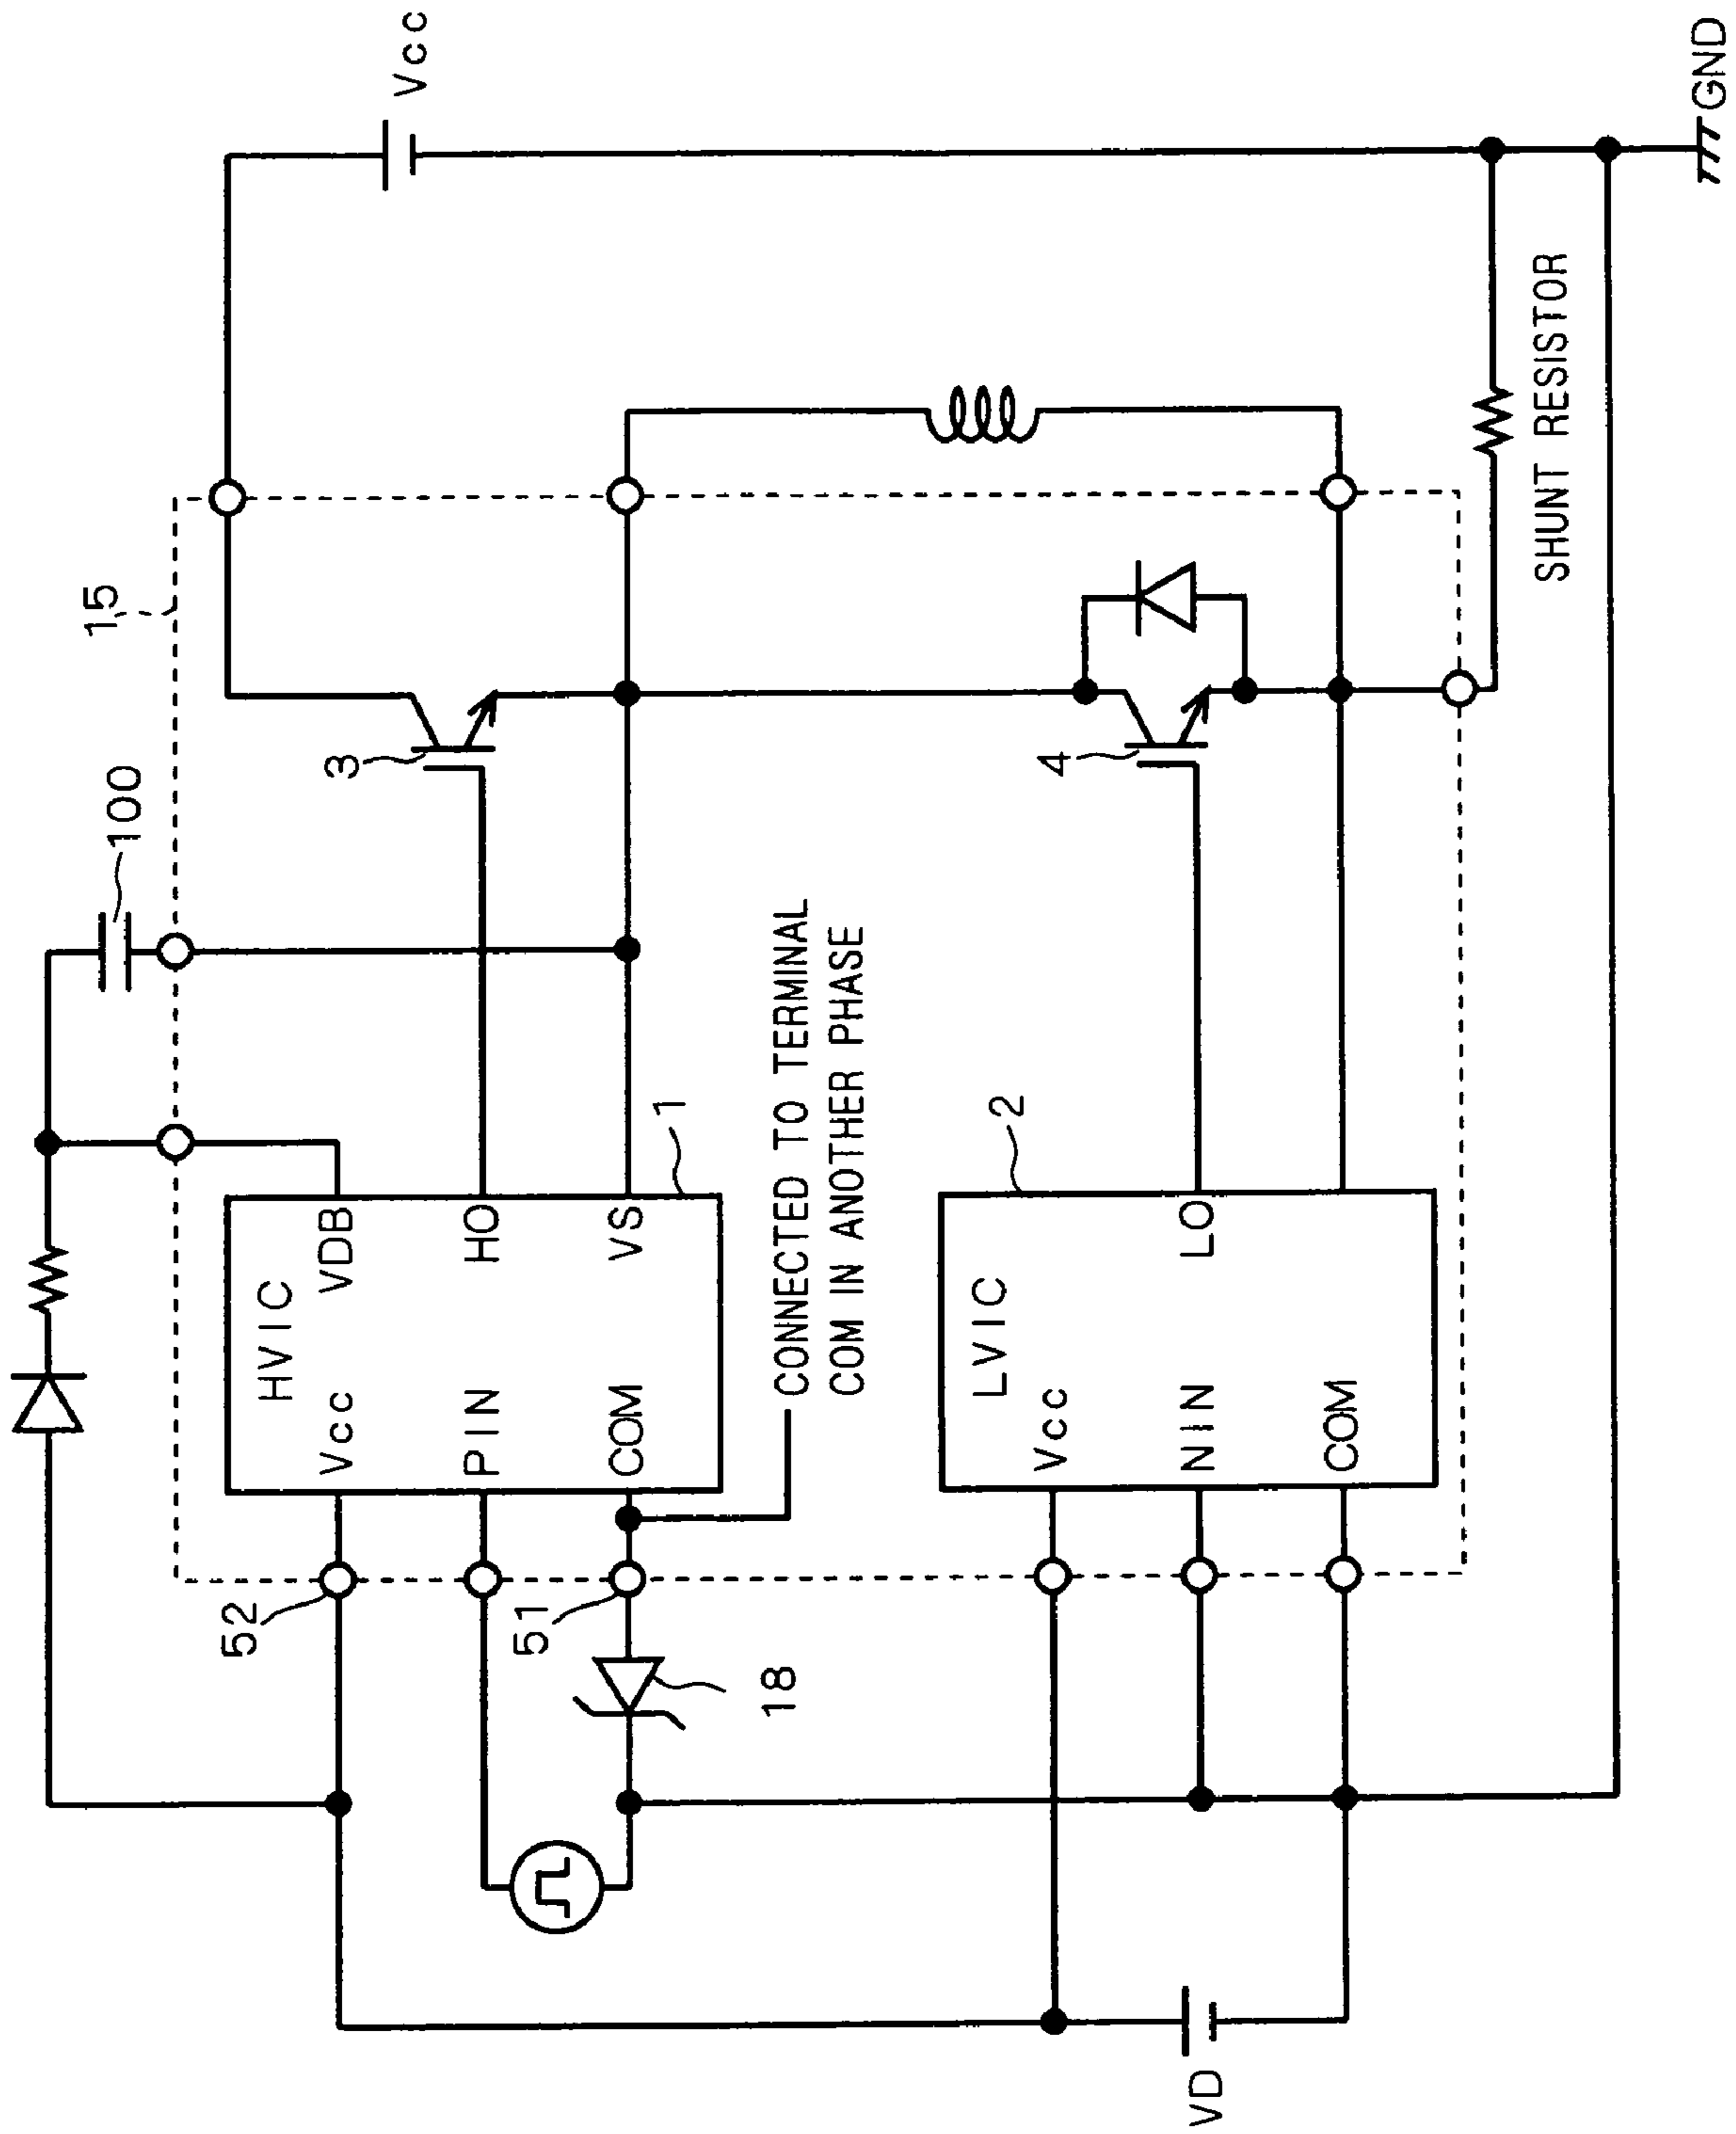 15
100
Vcc
3
HVIC
Vcc
VDB
PIN
HO
COM
VS
1
52
51
18
CONNECTED TO TERMINAL
COM IN ANOTHER PHASE
4
2
LVIC
Vcc
LO
NIN
COM
VD
SHUNT RESISTOR
GND